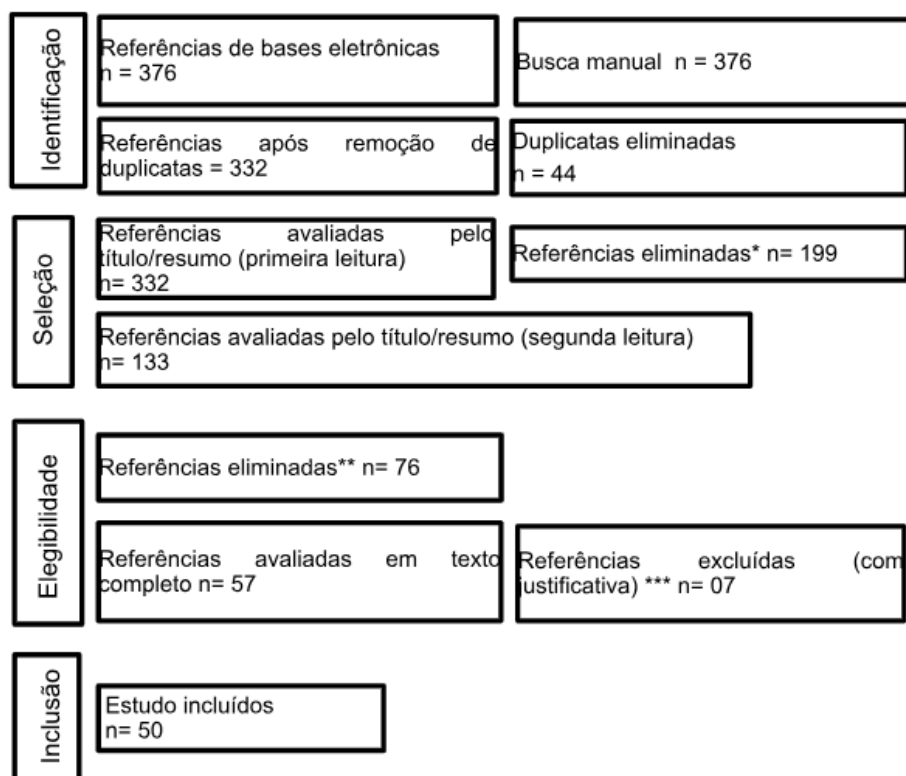 Identificação
Referências de bases eletrônicas
n = 376
Busca manual n = 376
Referências após remoção de
duplicatas = 332
Duplicatas eliminadas
n = 44
Seleção
Referências avaliadas pelo
título/resumo (primeira leitura)
n= 332
Referências eliminadas* n= 199
Referências avaliadas pelo título/resumo (segunda leitura)
n= 133
Elegibilidade
Referências eliminadas** n= 76
Referências avaliadas em texto
completo n= 57
Referências excluídas (com
justificativa) *** n= 07
Inclusão
Estudo incluídos
n= 50